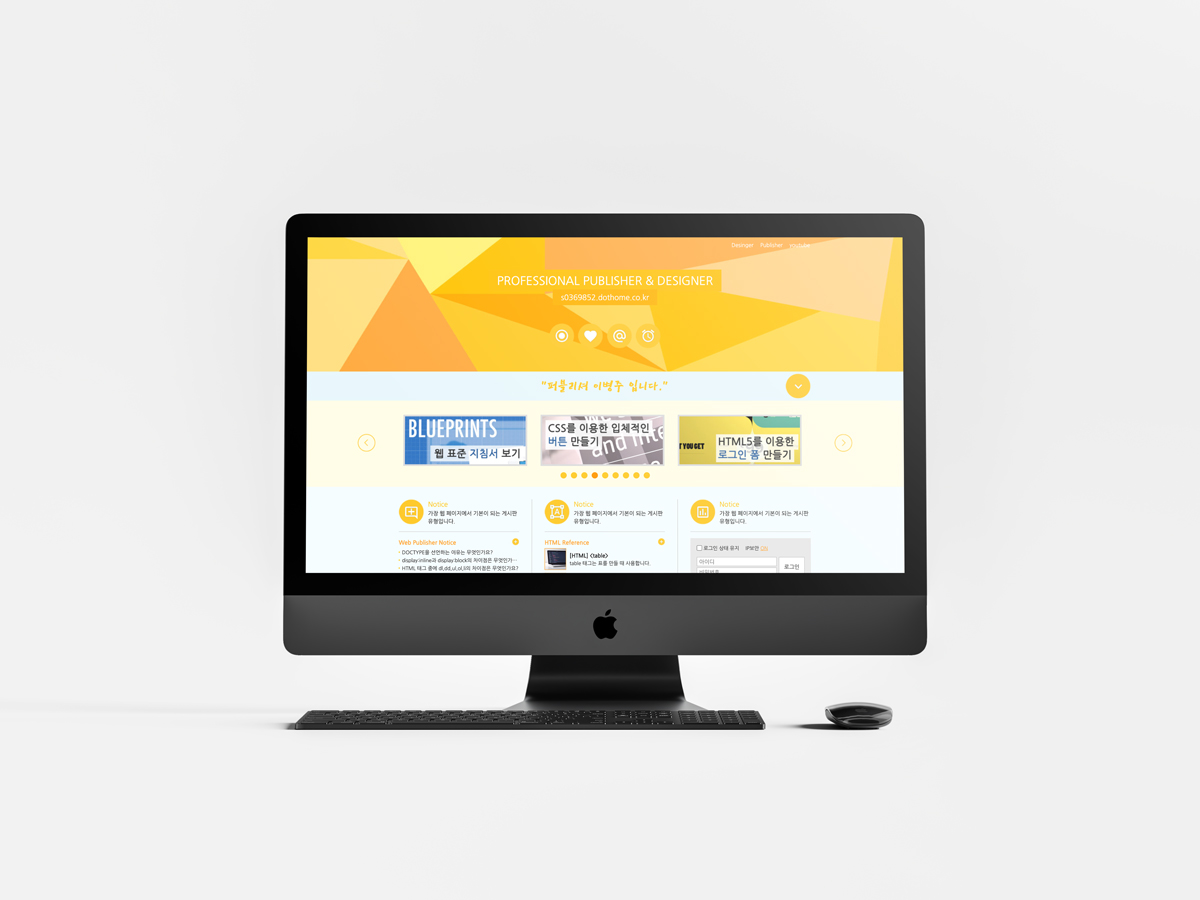 Desinger Publisher youtube
PROFESSIONAL PUBLISHER & DESIGNER
s0369852.dothome.co.kr
"퍼블리셔 이병주 입니다."
BLUEPRINTS
웹 표준 지침서 보기
CSS를 이용한 입체적인
버튼 만들기
and inte
T YOU GET
HTML5를 이용한
로그인 폼 만들기
Notice
가장 웹 페이지에서 기본이 되는 게시판
유형입니다.
Notice
가장 웹 페이지에서 기본이 되는 게시판
유형입니다.
Notice
가장 웹 페이지에서 기본이 되는 게시판
유형입니다.
Web Publisher Notice
DOCTYPE를 선언하는 이유는 무엇인가요?
display:inline과 display:block의 차이점은 무엇인가…
HTML 태그 중에 dl,dd,u,ol,li의 차이점은 무엇인가요?
HTML Reference
[HTML] <table>
table 태그는 표를 만들 때 사용합니다.
로그인 상태 유지 IP보안 ON
아이디
비밀번호
로그인